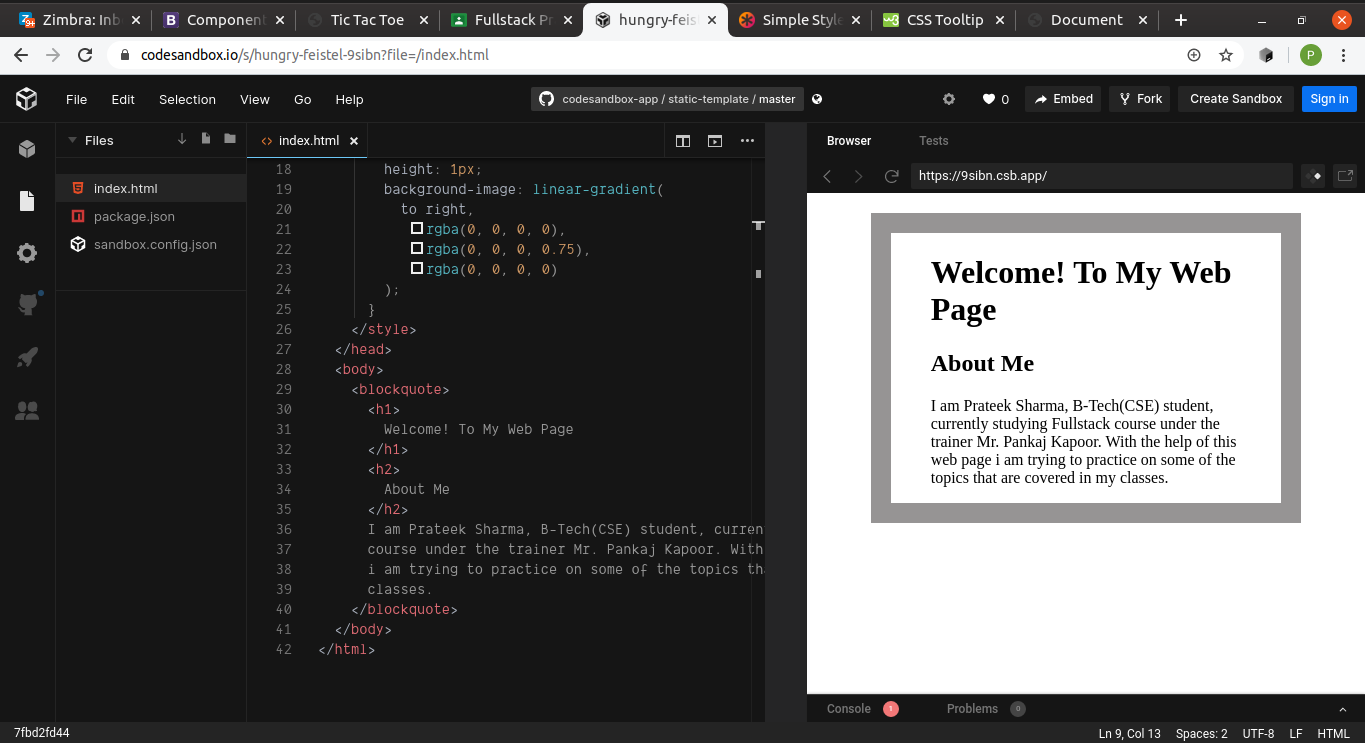 Zimbra: Inb
Component
Tic Tac Toe
Fullstack Pr
hungry-feis
Simple Style
CSS Tooltip
Document
codesandbox.io/s/hungry-feistel-9sibn?file=/index.html
P
File Edit Selection View Go Help
codesandbox-app / static-template / master
0
Embed
Fork
Create Sandbox
Sign in
Files
index.html
package.json
sandbox.config.json
index.html
18 height: 1px;
19 background-image: linear-gradient(
20 to right,
21 rgba(0, 0, 0, 0),
22 rgba(0, 0, 0, 0.75),
23 rgba(0, 0, 0, 0)
24 );
25 }
26 </style>
27 </head>
28 <body>
29 <blockquote>
30 <h1>
31 Welcome! To My Web Page
32 </h1>
33 <h2>
34 About Me
35 </h2>
36 I am Prateek Sharma, B-Tech(CSE) student, curren
37 course under the trainer Mr. Pankaj Kapoor. With
38 i am trying to practice on some of the topics tha
39 classes.
40 </blockquote>
41 </body>
42 </html>
Browser Tests
https://9sibn.csb.app/
Welcome! To My Web
Page
About Me
I am Prateek Sharma, B-Tech(CSE) student,
currently studying Fullstack course under the
trainer Mr. Pankaj Kapoor. With the help of this
web page i am trying to practice on some of the
topics that are covered in my classes.
Console 1 Problems 0
7fbd2fd44
Ln 9, Col 13 Spaces: 2 UTF-8 LF HTML